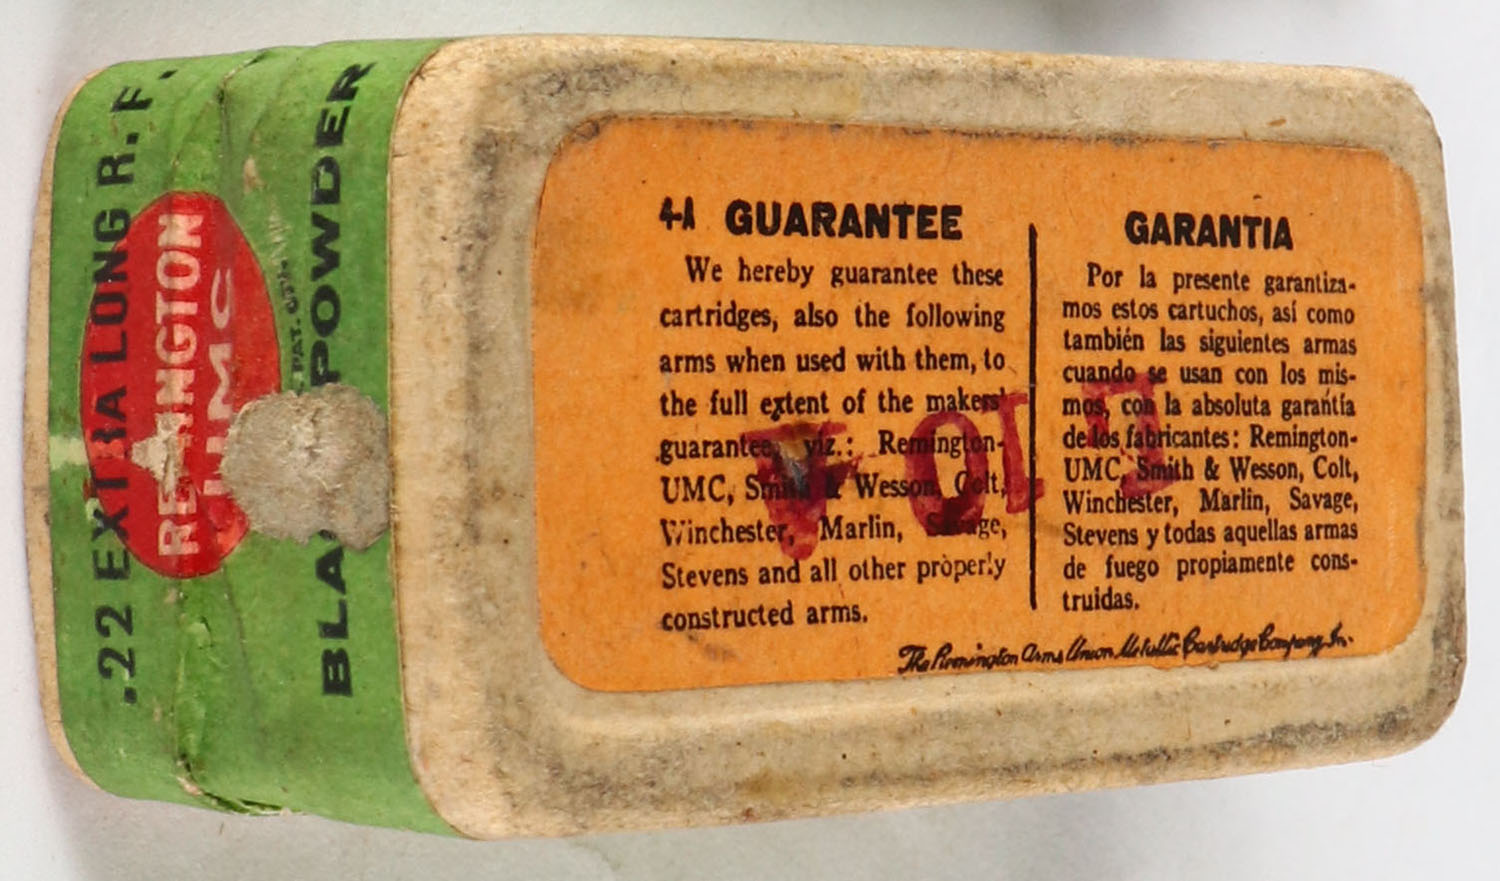 .22 EXTRA LONG R. F.
REMINGTON
UMC
PAT. OFF.
BLACK POWDER
4-A GUARANTEE
We hereby guarantee these
cartridges, also the following
arms when used with them, to
the full extent of the makers'
guarantee, viz.: Remington-
UMC, Smith & Wesson, Colt,
Winchester, Marlin, Savage,
Stevens and all other properly
constructed arms.
GARANTIA
Por la presente garantiza-
mos estos cartuchos, así como
también las siguientes armas
cuando se usan con los mis-
mos, con la absoluta garantía
de los fabricantes: Remington-
UMC, Smith & Wesson, Colt,
Winchester, Marlin, Savage,
Stevens y todas aquellas armas
de fuego propiamente cons-
truidas.
The Remington Arms Union Metallic Cartridge Company, In.